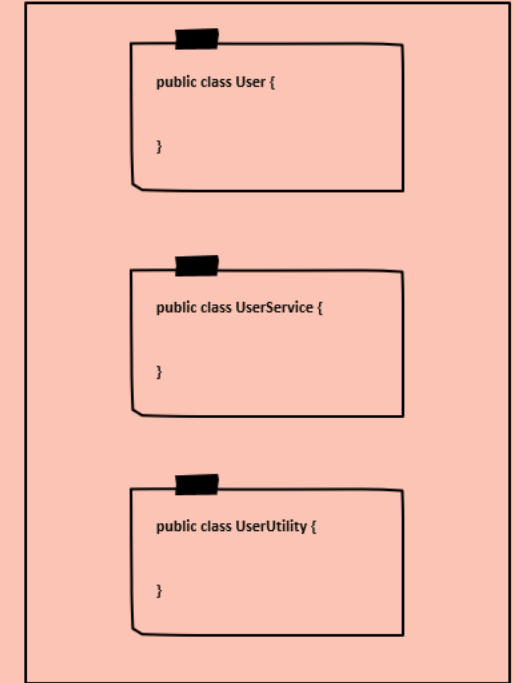 public class User {
}
public class UserService {
}
public class UserUtility {
}